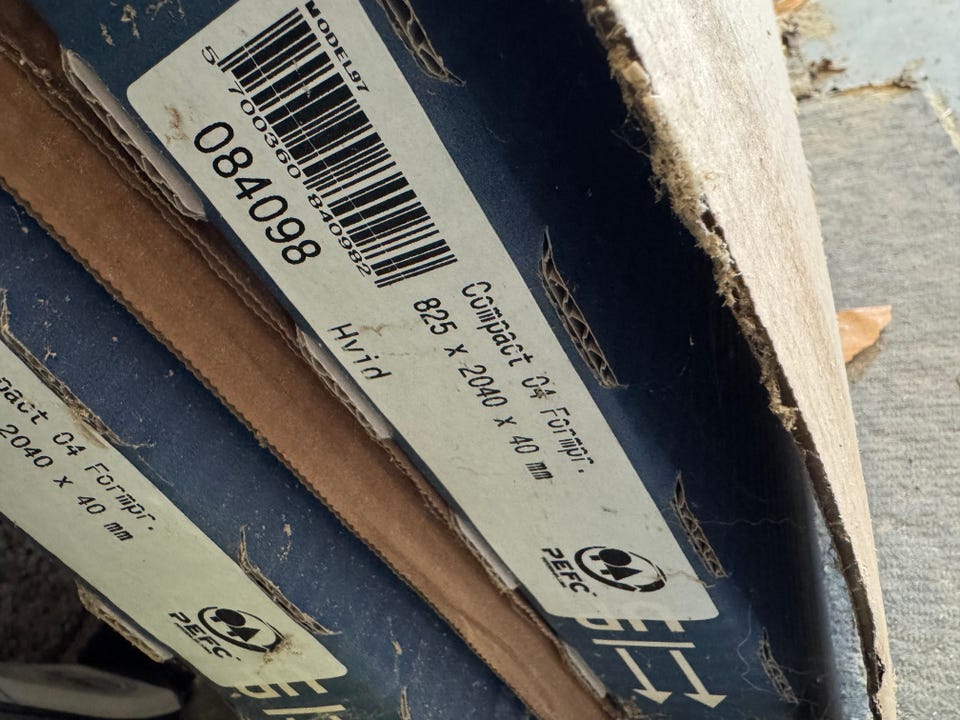 MODEL97
5 700360 840982
084098
Compact 04 Formpr.
825 x 2040 x 40 mm
Hvid
PEFC
04 Formpr.
2040 x 40 mm
PEFC